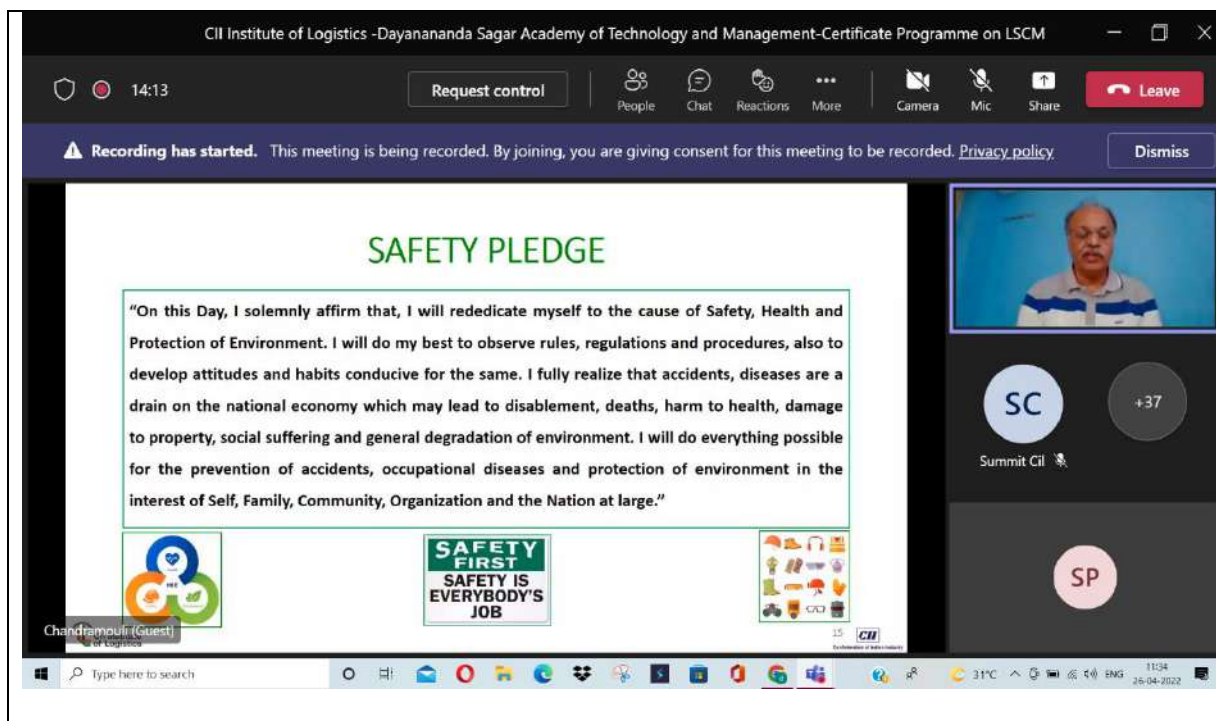 CII Institute of Logistics -Dayanananda Sagar Academy of Technology and Management-Certificate Programme on LSCM
14:13
Request control
People
Chat
Reactions
More
Camera
Mic
Share
Leave
Recording has started. This meeting is being recorded. By joining, you are giving consent for this meeting to be recorded. Privacy policy
Dismiss
SAFETY PLEDGE
“On this Day, I solemnly affirm that, I will rededicate myself to the cause of Safety, Health and
Protection of Environment. I will do my best to observe rules, regulations and procedures, also to
develop attitudes and habits conducive for the same. I fully realize that accidents, diseases are a
drain on the national economy which may lead to disablement, deaths, harm to health, damage
to property, social suffering and general degradation of environment. I will do everything possible
for the prevention of accidents, occupational diseases and protection of environment in the
interest of Self, Family, Community, Organization and the Nation at large.”
SAFETY
FIRST
SAFETY IS
EVERYBODY'S
JOB
Chandramouli (Guest)
of Logistics
15
CII
Confederation of Indian Industry
SC
+37
Summit Cil
SP
Type here to search
31°C
ENG
11:34
26-04-2022